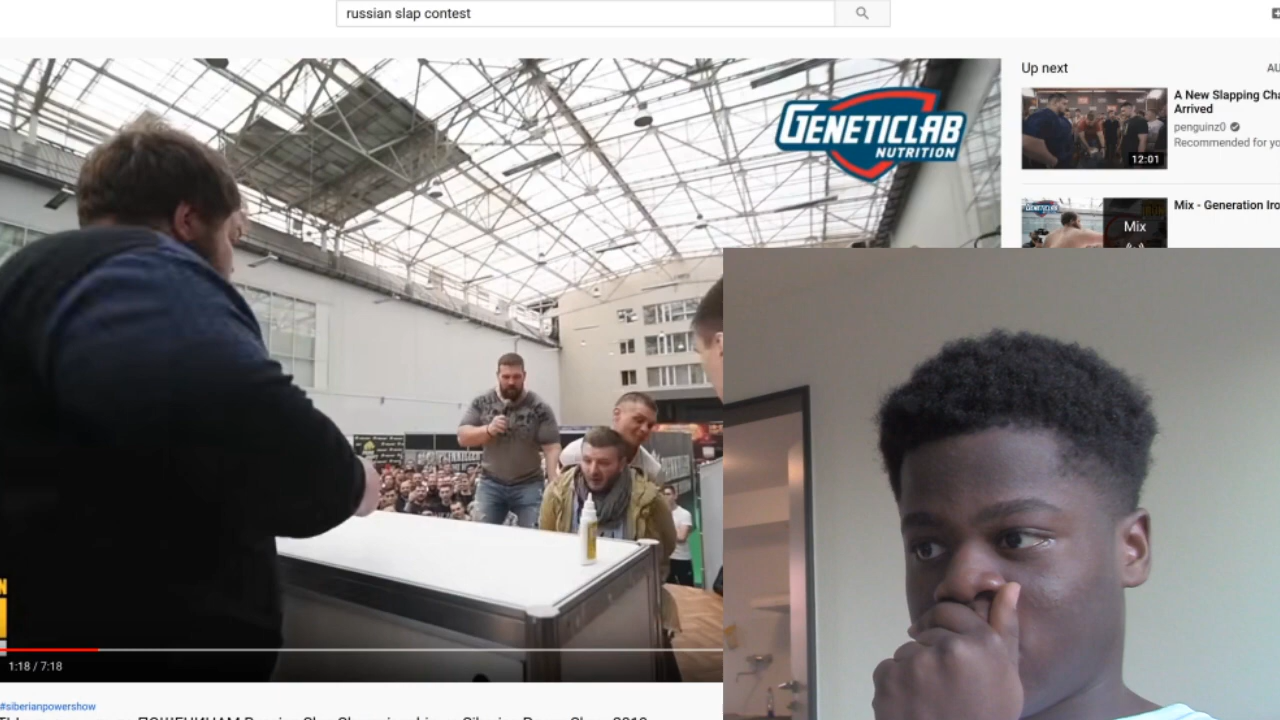 russian slap contest
GENETICLAB
NUTRITION
Up next
A New Slapping Cha
Arrived
penguinz0
Recommended for yo
12:01
Mix - Generation Iro
Mix
1:18 / 7:18
#siberianpowershow